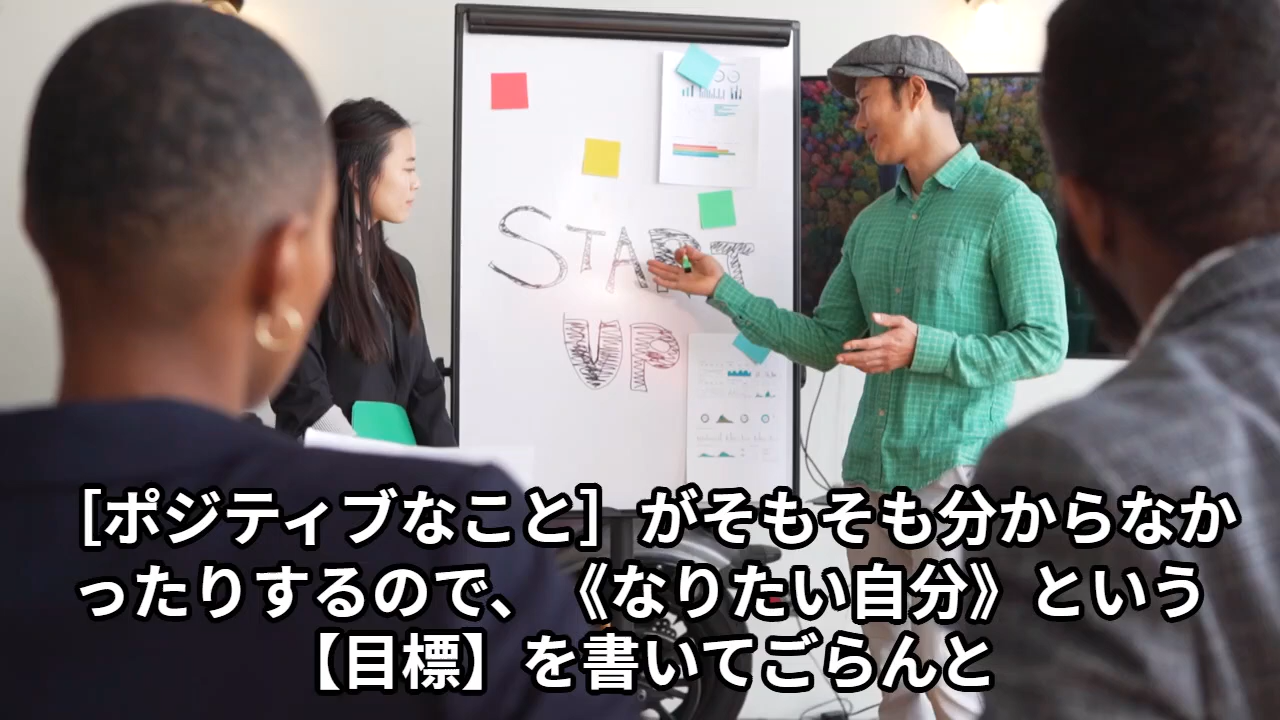 START
UP
［ポジティブなこと］がそもそも分からなか
ったりするので、《なりたい自分》という
【目標】を書いてごらんと